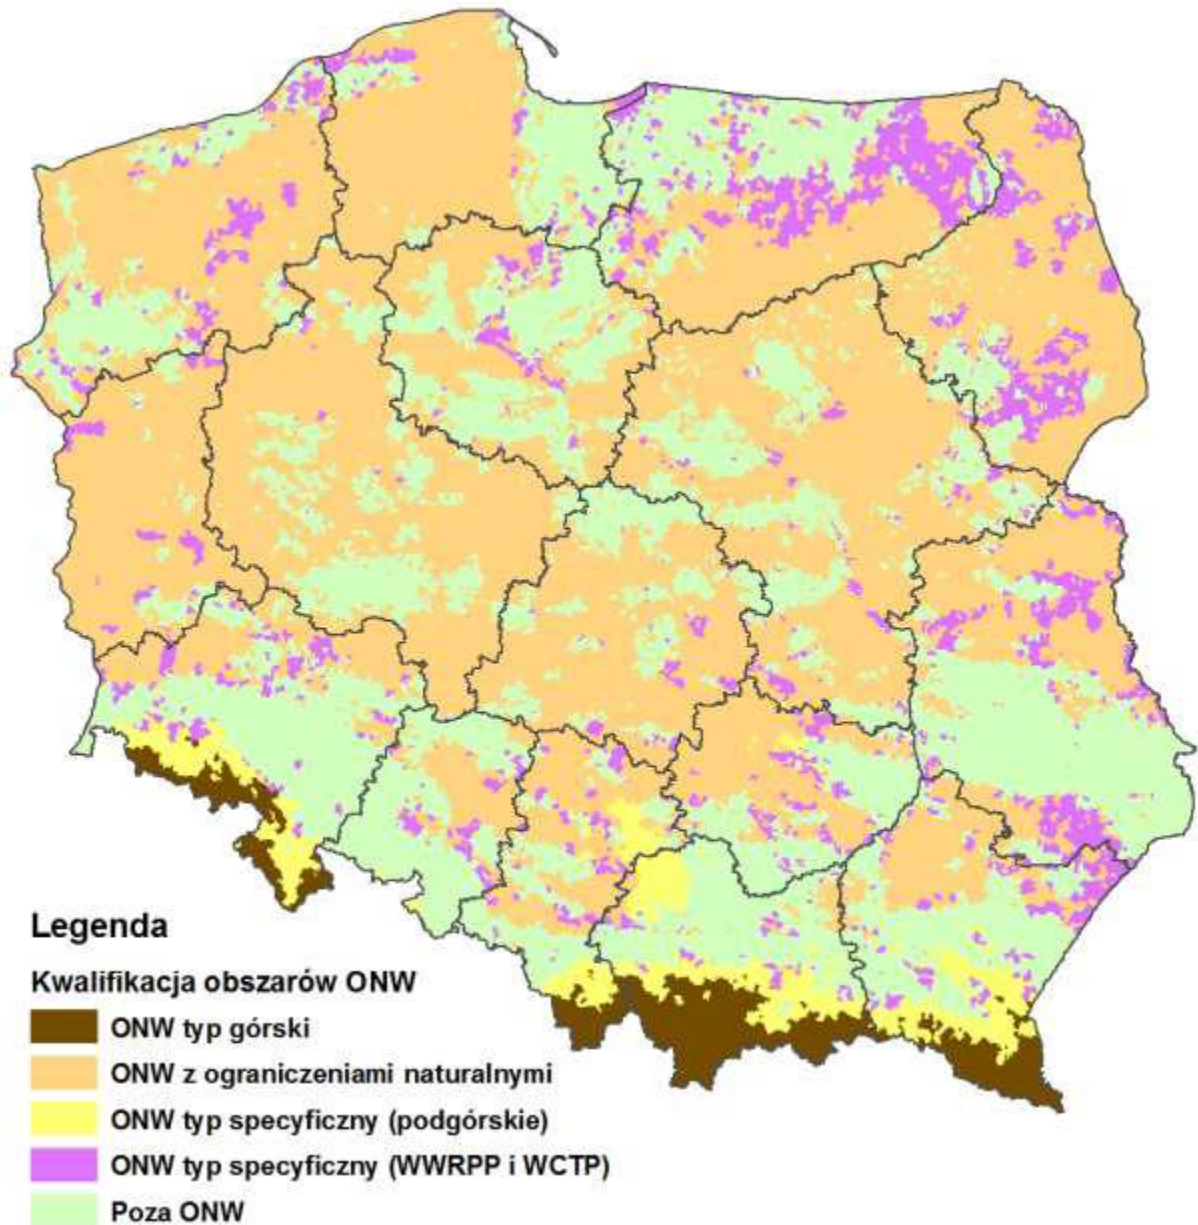 Legenda
Kwalifikacja obszarów ONW
ONW typ górski
ONW z ograniczeniami naturalnymi
ONW typ specyficzny (podgórskie)
ONW typ specyficzny (WWRPP i WCTP)
Poza ONW